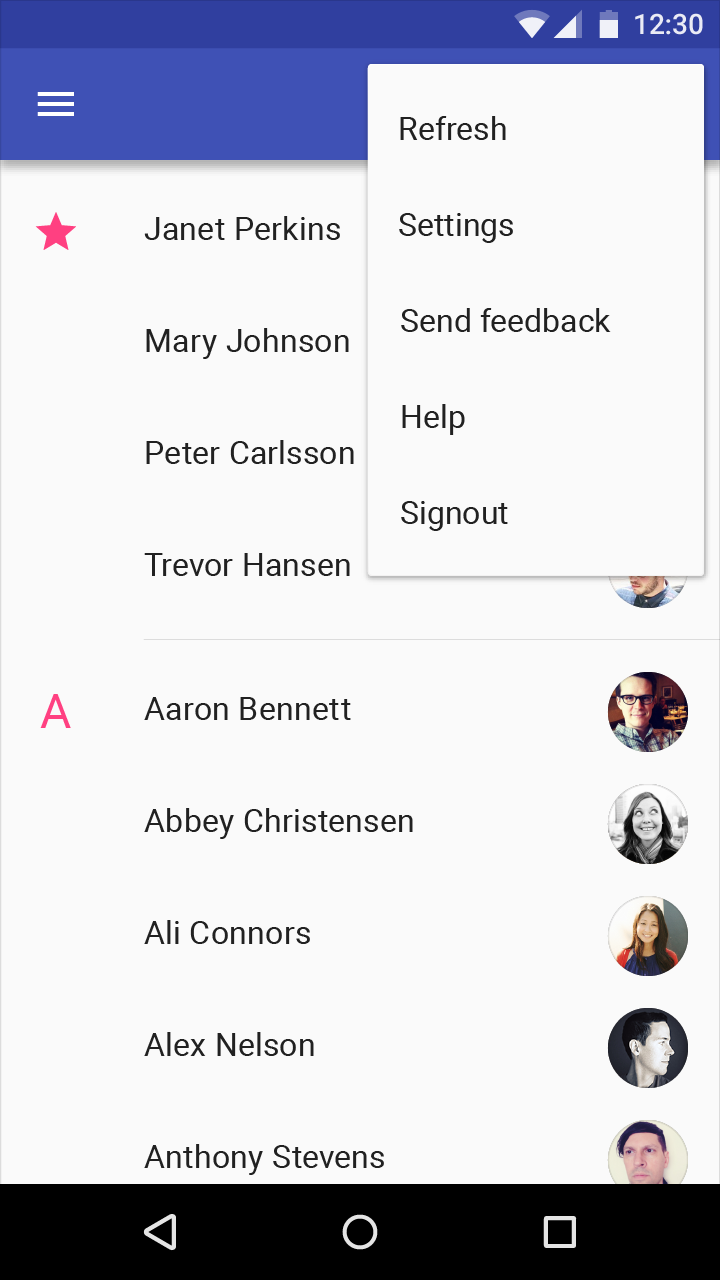 12:30
Refresh
Settings
Send feedback
Help
Signout
Janet Perkins
Mary Johnson
Peter Carlsson
Trevor Hansen
A
Aaron Bennett
Abbey Christensen
Ali Connors
Alex Nelson
Anthony Stevens